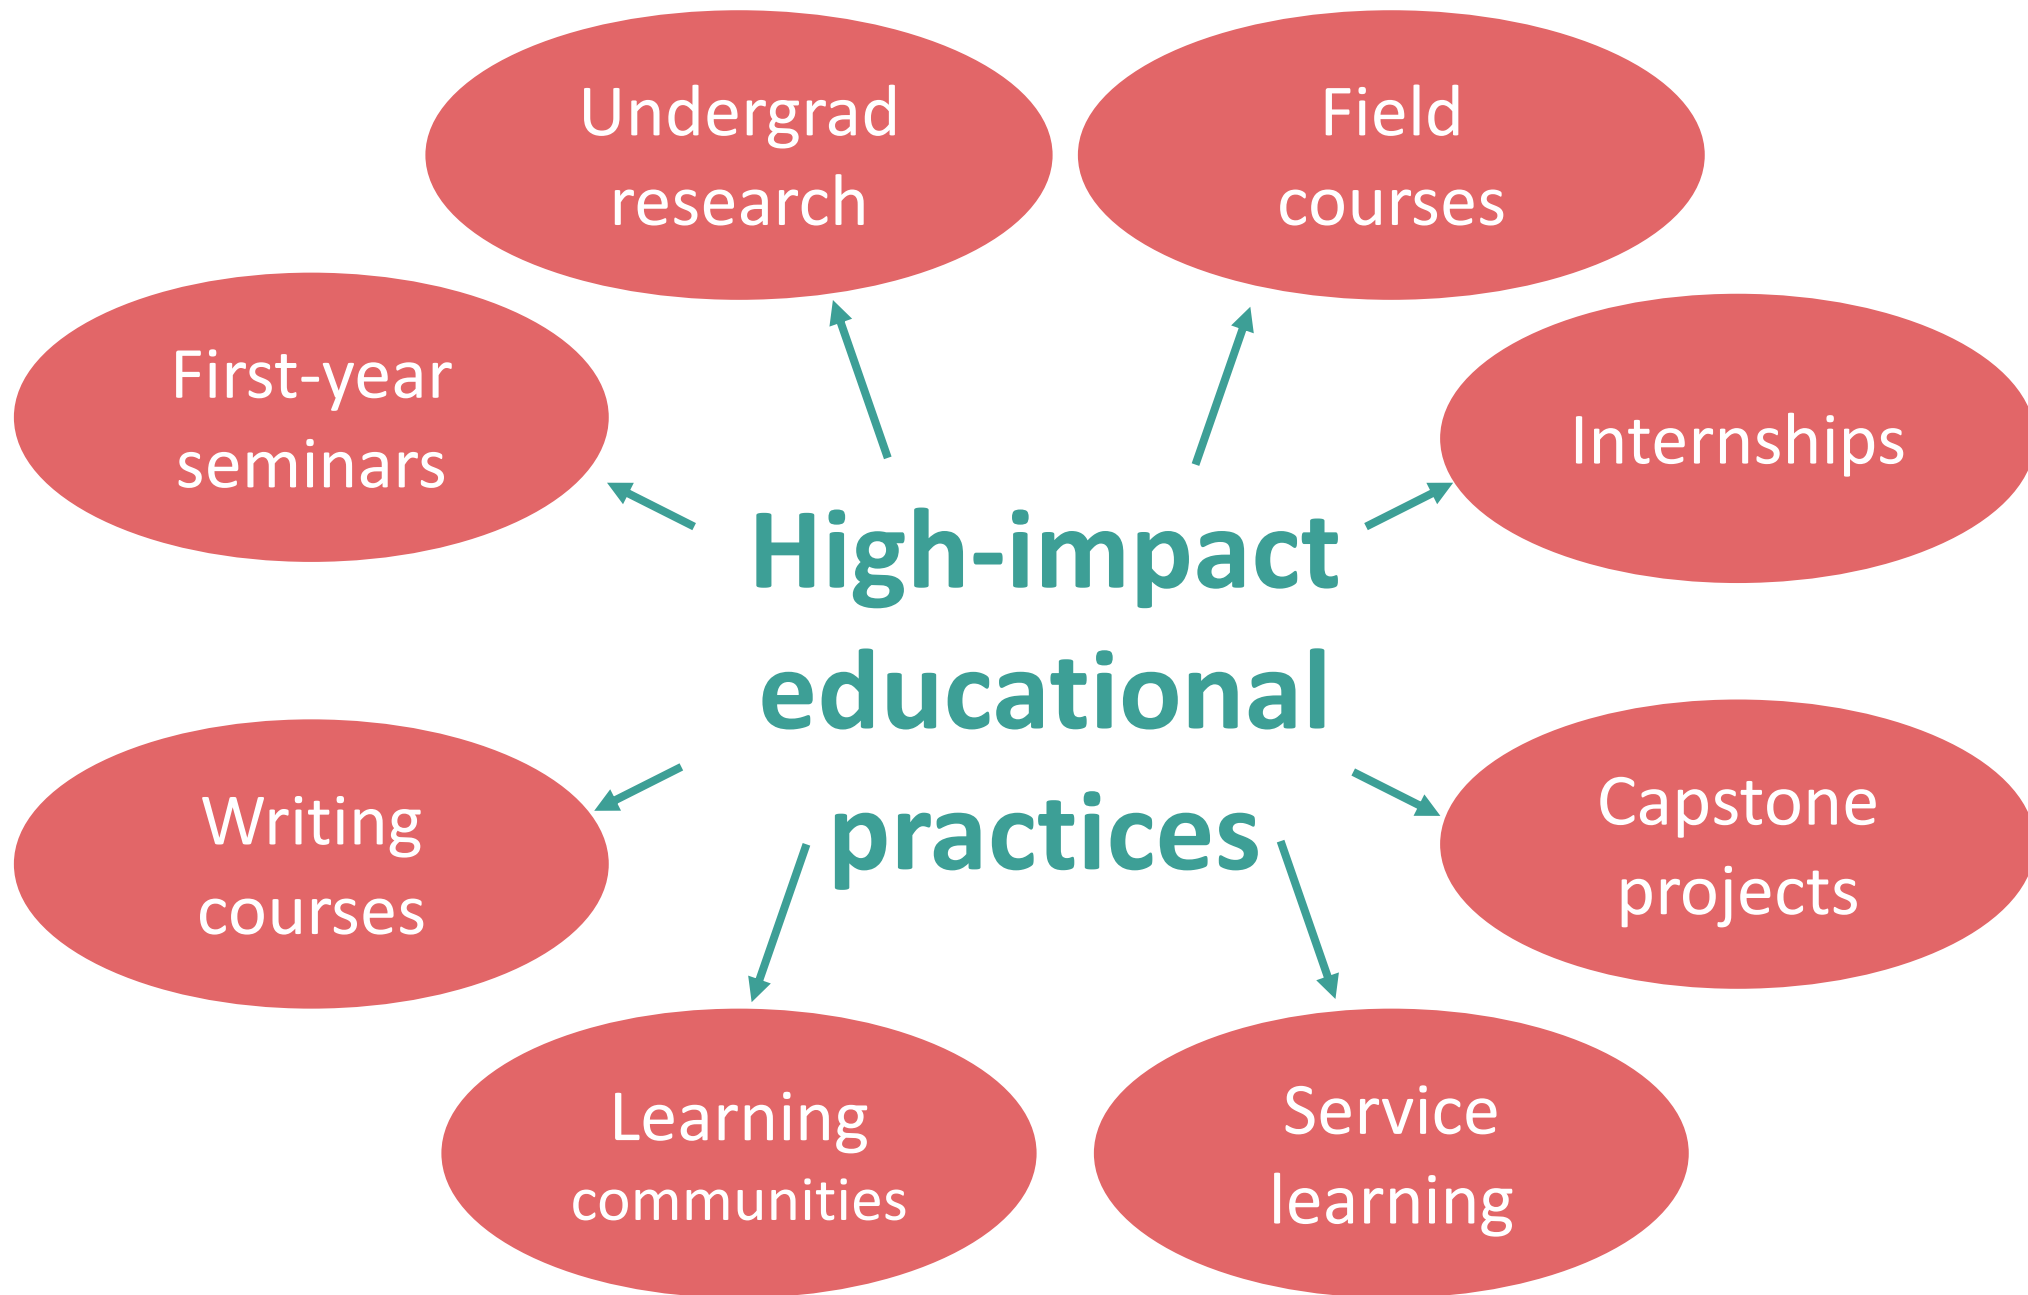 Undergrad
research
Field
courses
First-year
seminars
Internships
High-impact
educational
practices
Writing
courses
Capstone
projects
Learning
communities
Service
learning